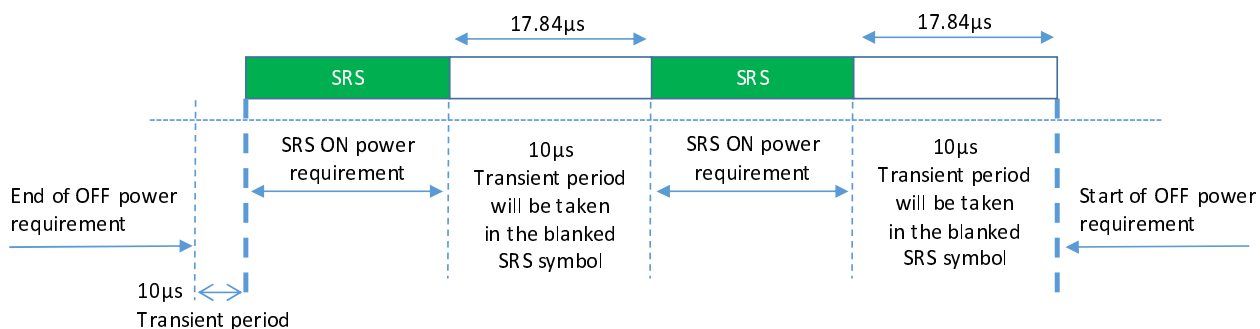 17.84µs
17.84µs
SRS
SRS
SRS ON power
requirement
10µs
Transient period
will be taken
in the blanked
SRS symbol
SRS ON power
requirement
10µs
Transient period
will be taken
in the blanked
SRS symbol
End of OFF power
requirement
Start of OFF power
requirement
10µs
Transient period